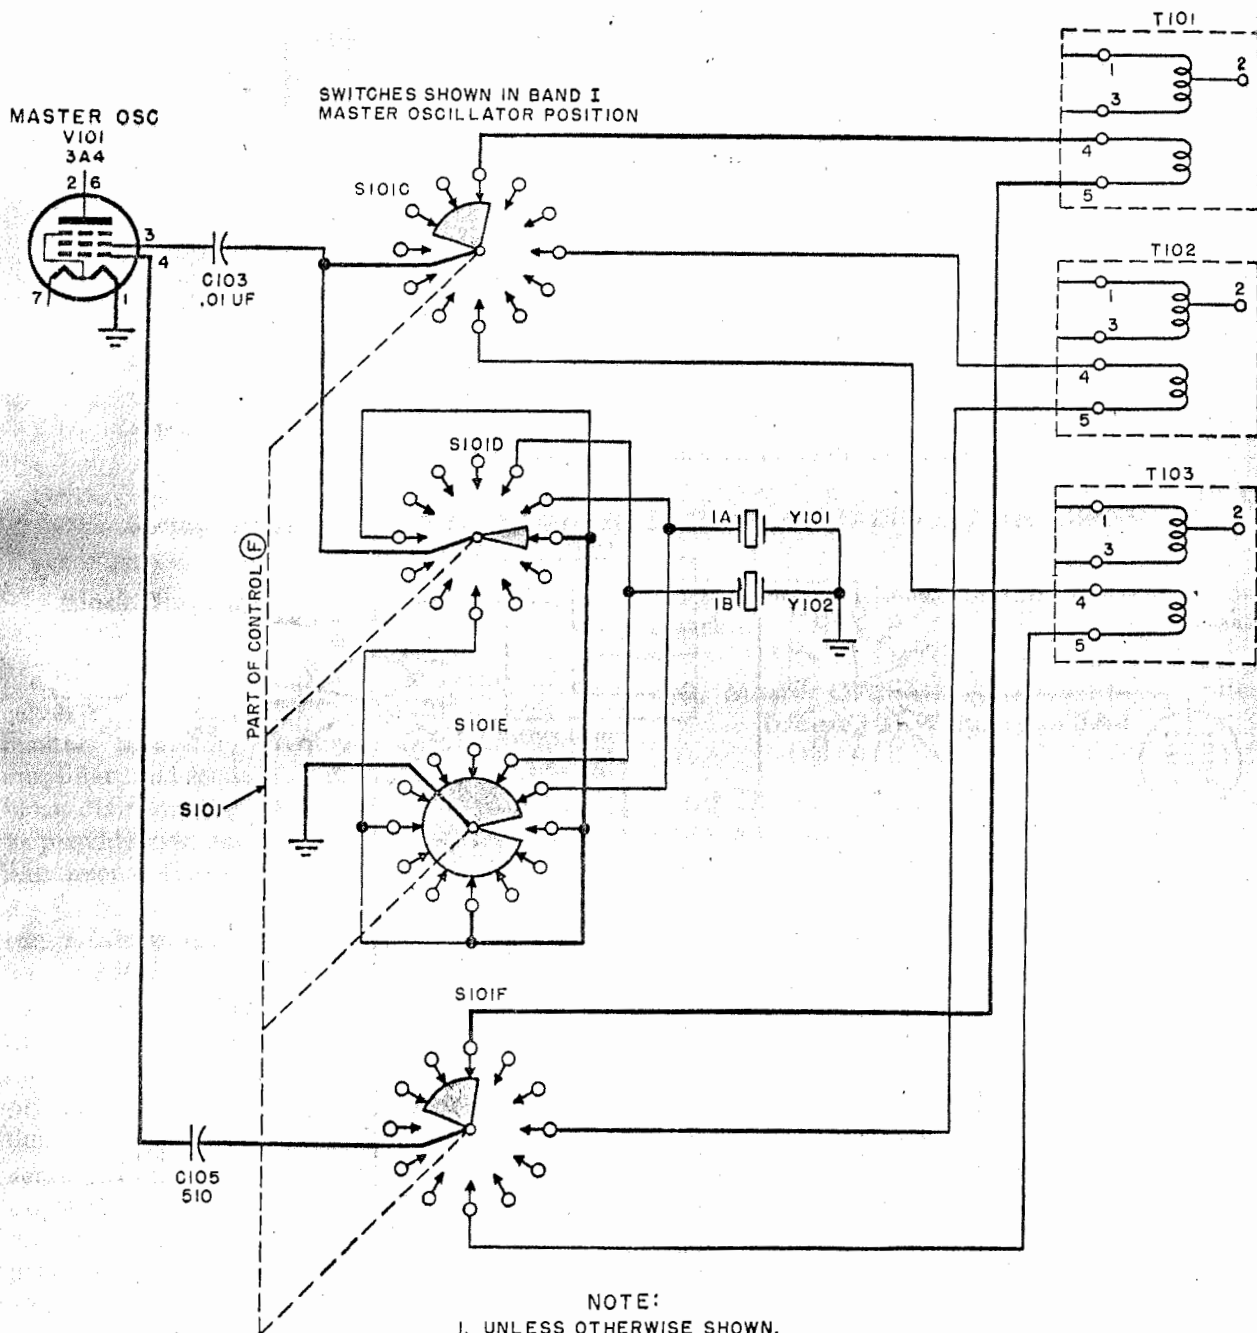 T101
1
2
3
4
5
SWITCHES SHOWN IN BAND I
MASTER OSCILLATOR POSITION
MASTER OSC
V101
3A4
2 6
3
4
7
1
C103
.01 UF
S101C
T102
1
2
3
4
5
S101D
T103
1
2
3
4
5
1A
Y101
1B
Y102
PART OF CONTROL F
S101E
S101
S101F
C105
510
NOTE:
1. UNLESS OTHERWISE SHOWN,